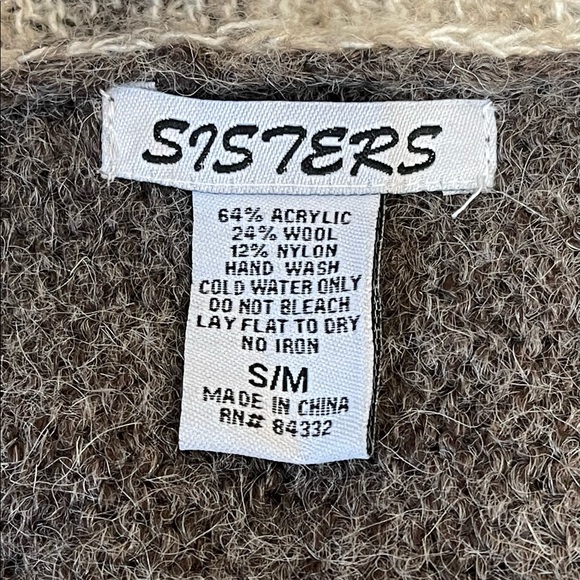 SISTERS
64% ACRYLIC
24% WOOL
12% NYLON
HAND WASH
COLD WATER ONLY
DO NOT BLEACH
LAY FLAT TO DRY
NO IRON
S/M
MADE IN CHINA
RN# 84332